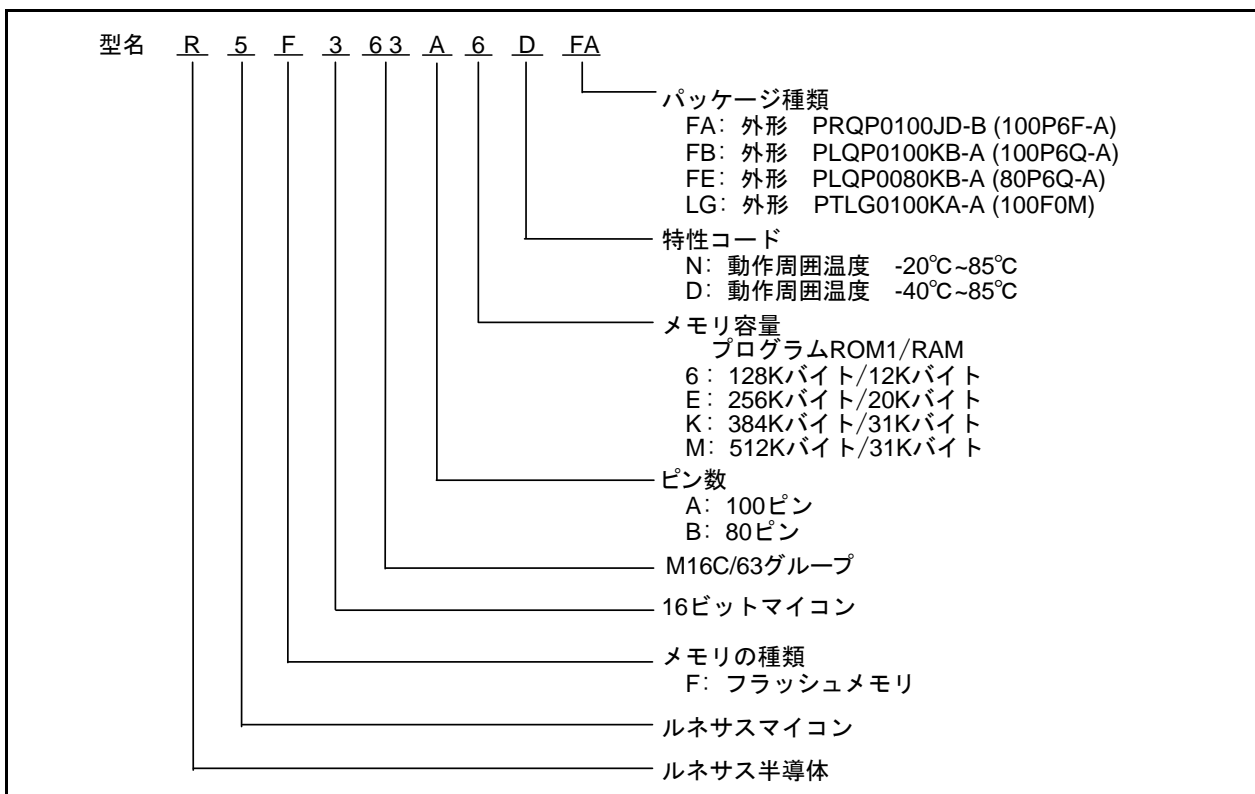 型名 R 5 F 3 63 A 6 D FA
パッケージ種類
FA: 外形 PRQP0100JD-B (100P6F-A)
FB: 外形 PLQP0100KB-A (100P6Q-A)
FE: 外形 PLQP0080KB-A (80P6Q-A)
LG: 外形 PTLG0100KA-A (100F0M)
特性コード
N: 動作周囲温度 -20℃~85℃
D: 動作周囲温度 -40℃~85℃
メモリ容量
プログラムROM1/RAM
6: 128Kバイト/12Kバイト
E: 256Kバイト/20Kバイト
K: 384Kバイト/31Kバイト
M: 512Kバイト/31Kバイト
ピン数
A: 100ピン
B: 80ピン
M16C/63グループ
16ビットマイコン
メモリの種類
F: フラッシュメモリ
ルネサスマイコン
ルネサス半導体